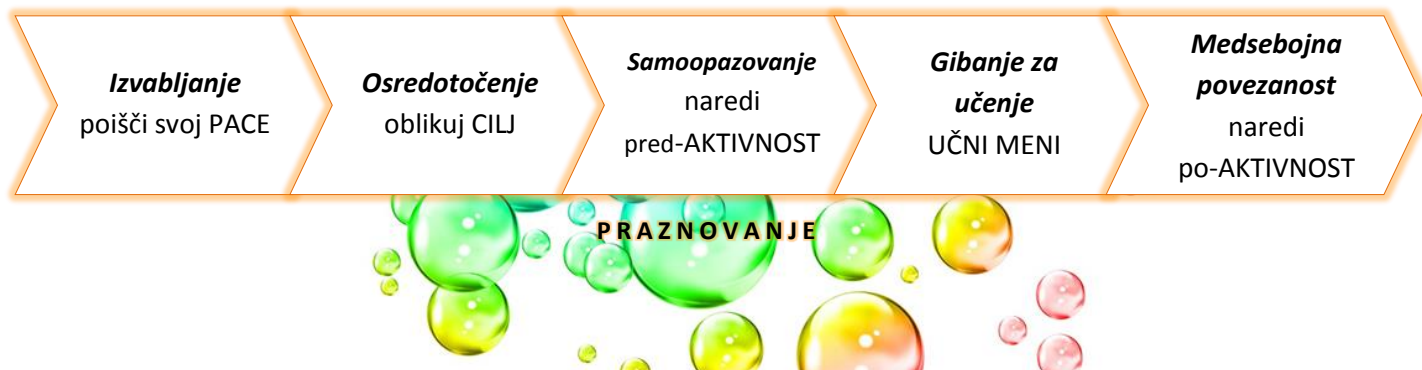 Izvabljanje
poišči svoj PACE
Osredotočenje
oblikuj CILJ
Samoopazovanje
naredi
pred-AKTIVNOST
Gibanje za
učenje
UČNI MENI
Medsebojna
povezanost
naredi
po-AKTIVNOST
PRAZNOVANJE